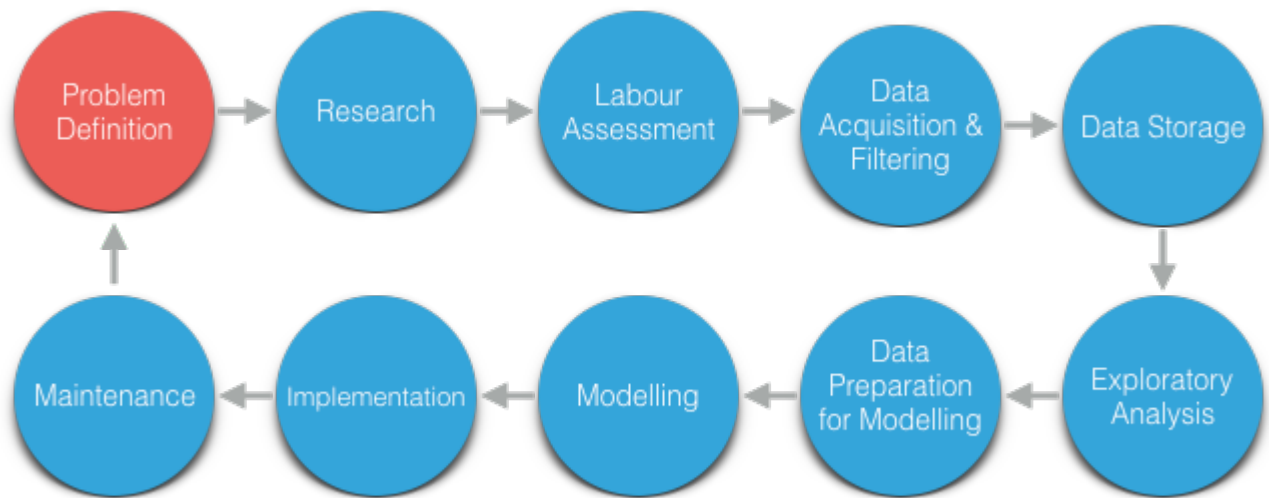 Problem
Definition
Research
Labour
Assessment
Data
Acquisition &
Filtering
Data Storage
Exploratory
Analysis
Data
Preparation
for Modelling
Modelling
Implementation
Maintenance